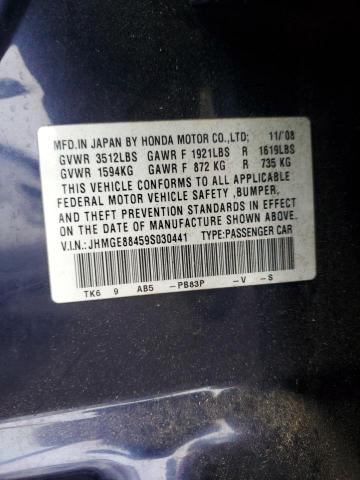 MFD.IN JAPAN BY HONDA MOTOR CO.,LTD: 11/'08
GVWR 3512LBS GAWR F 1921LBS R 1619LBS
GVWR 1594KG GAWR F 872 KG R 735 KG
THIS VEHICLE CONFORMS TO ALL APPLICABLE
FEDERAL MOTOR VEHICLE SAFETY ,BUMPER,
AND THEFT PREVENTION STANDARDS IN EFFECT
ON THE DATE OF MANUFACTURE SHOWN ABOVE.
V.I.N.:JHMGE88459S030441 TYPE:PASSENGER CAR
TK6 9 AB5 -PB83P -V -S